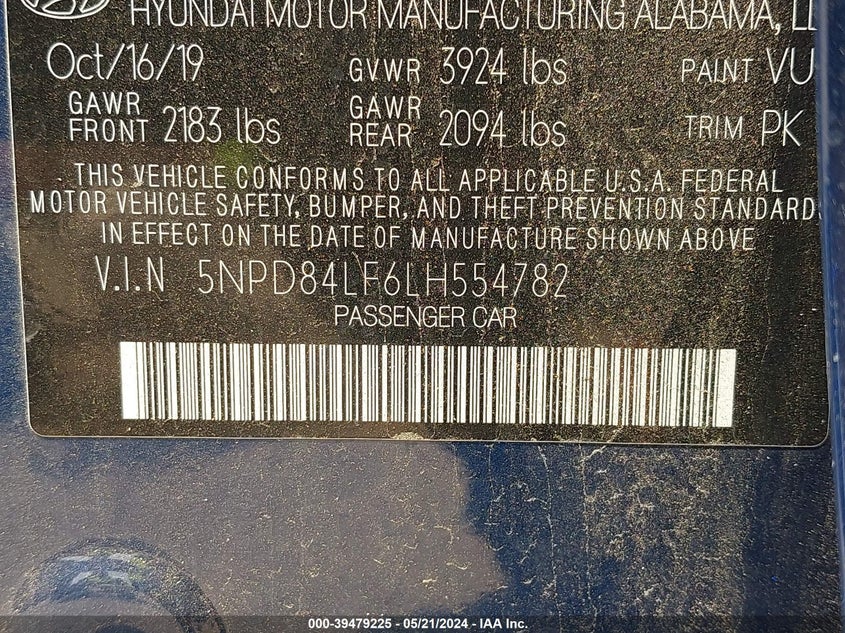 HYUNDAI MOTOR MANUFACTURING ALABAMA,
Oct/16/19 GVWR 3924 lbs PAINT VU
GAWR FRONT 2183 lbs GAWR REAR 2094 lbs TRIM PK
THIS VEHICLE CONFORMS TO ALL APPLICABLE U.S.A. FEDERAL
MOTOR VEHICLE SAFETY, BUMPER, AND THEFT PREVENTION STANDARD
IN EFFECT ON THE DATE OF MANUFACTURE SHOWN ABOVE
V.I.N 5NPD84LF6LH554782
PASSENGER CAR
000-39479225 - 05/21/2024 - IAA Inc.